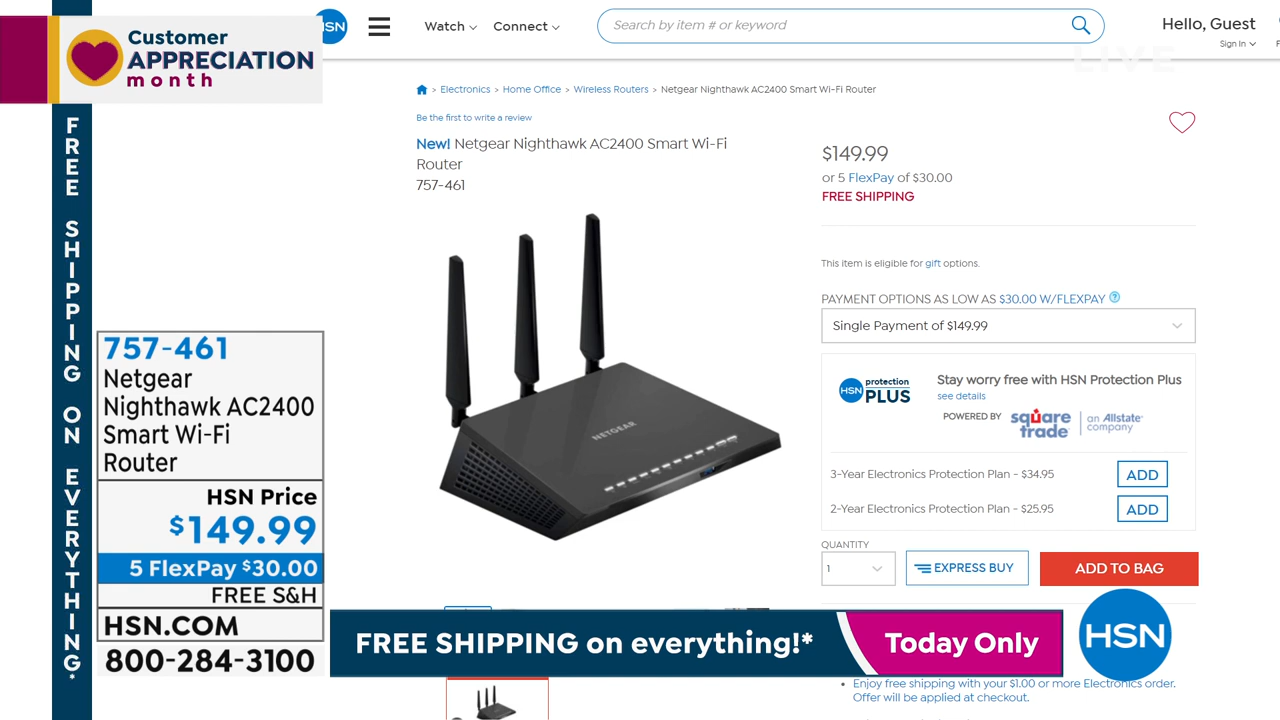 Customer
APPRECIATION
month
FREE SHIPPING ON EVERYTHING!*
757-461
Netgear
Nighthawk AC2400
Smart Wi-Fi
Router
HSN Price
$149.99
5 FlexPay $30.00
FREE S&H
HSN.COM
800-284-3100
HSN
Watch
Connect
Search by item # or keyword
Hello, Guest
Sign In
LIVE
> Electronics > Home Office > Wireless Routers > Netgear Nighthawk AC2400 Smart Wi-Fi Router
Be the first to write a review
New! Netgear Nighthawk AC2400 Smart Wi-Fi
Router
757-461
NETGEAR
$149.99
or 5 FlexPay of $30.00
FREE SHIPPING
This item is eligible for gift options.
PAYMENT OPTIONS AS LOW AS $30.00 W/FLEXPAY ?
Single Payment of $149.99
HSN protection PLUS
Stay worry free with HSN Protection Plus
see details
POWERED BY square trade | an Allstate company
3-Year Electronics Protection Plan - $34.95 ADD
2-Year Electronics Protection Plan - $25.95 ADD
QUANTITY
1
EXPRESS BUY
ADD TO BAG
FREE SHIPPING on everything!* Today Only
HSN
• Enjoy free shipping with your $1.00 or more Electronics order.
Offer will be applied at checkout.